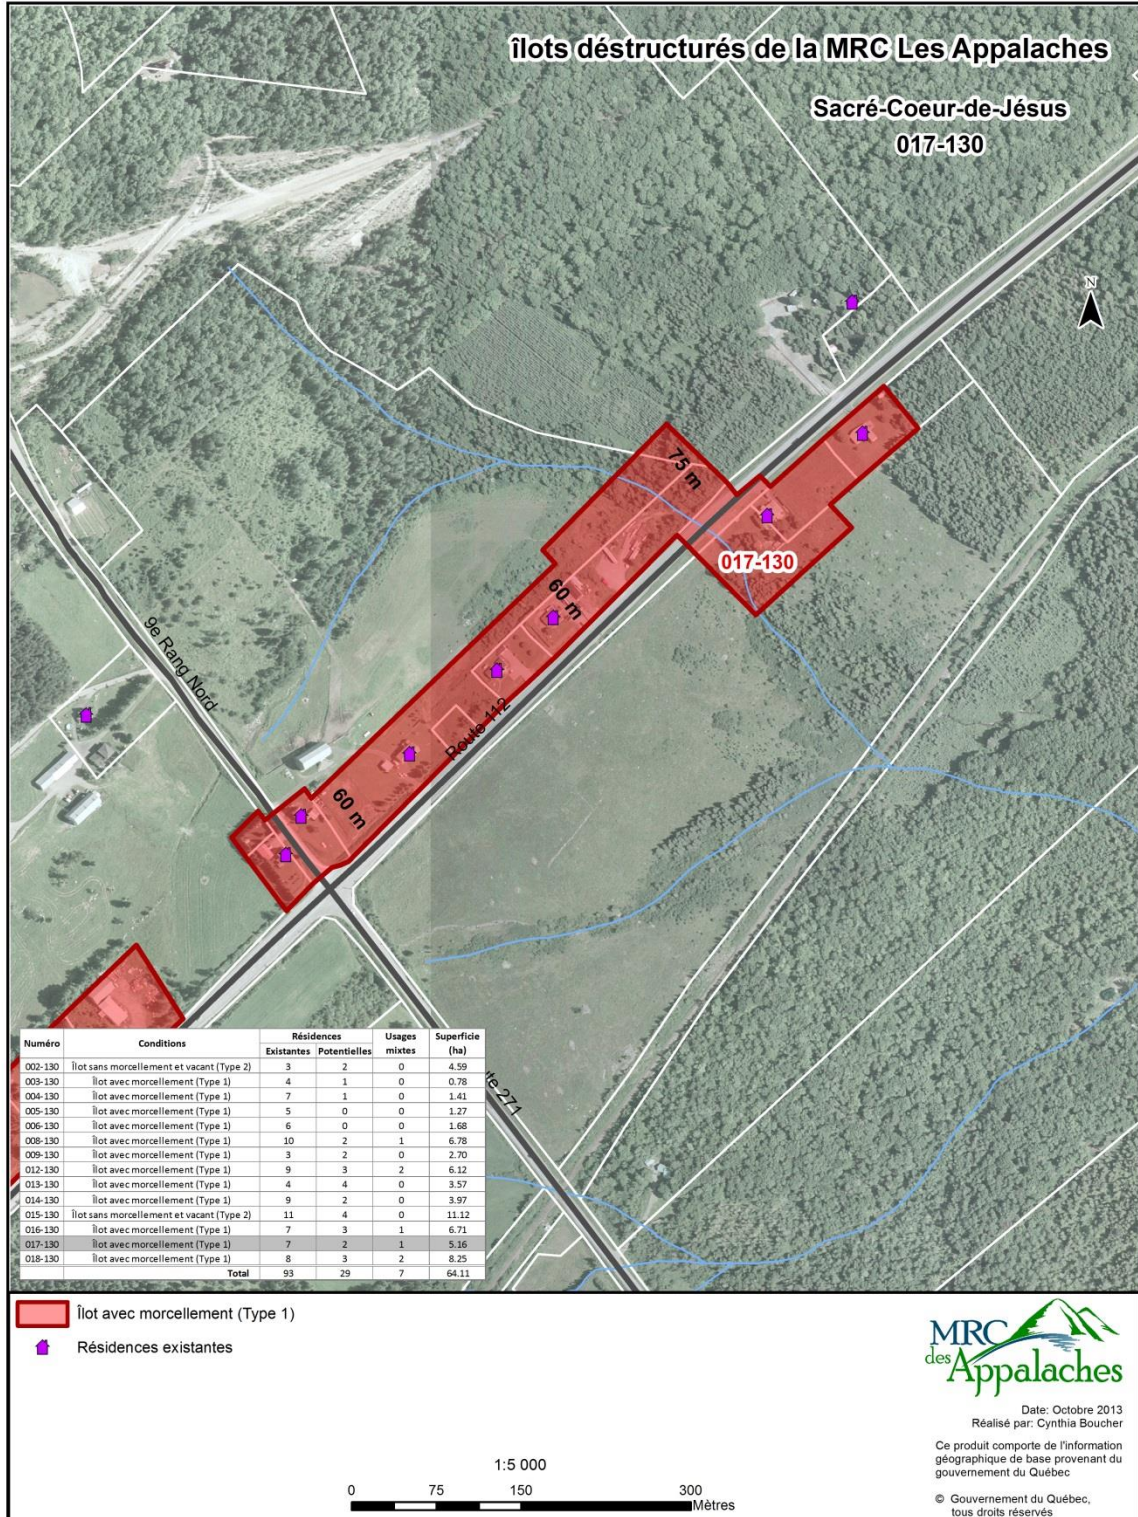 îlots déstructurés de la MRC Les Appalaches
Sacré-Coeur-de-Jésus
017-130
N
75 m
017-130
60 m
9e Rang Nord
Route 112
60 m
Numéro Conditions Résidences Usages mixtes Superficie (ha)
Existantes Potentielles
002-130 Îlot sans morcellement et vacant (Type 2) 3 2 0 4.59
003-130 Îlot avec morcellement (Type 1) 4 1 0 0.78
004-130 Îlot avec morcellement (Type 1) 7 1 0 1.41
005-130 Îlot avec morcellement (Type 1) 5 0 0 1.27
006-130 Îlot avec morcellement (Type 1) 6 0 0 1.68
008-130 Îlot avec morcellement (Type 1) 10 2 1 6.78
009-130 Îlot avec morcellement (Type 1) 3 2 0 2.70
012-130 Îlot avec morcellement (Type 1) 9 3 2 6.12
013-130 Îlot avec morcellement (Type 1) 4 4 0 3.57
014-130 Îlot avec morcellement (Type 1) 9 2 0 3.97
015-130 Îlot sans morcellement et vacant (Type 2) 11 4 0 11.12
016-130 Îlot avec morcellement (Type 1) 7 3 1 6.71
017-130 Îlot avec morcellement (Type 1) 7 2 1 5.16
018-130 Îlot avec morcellement (Type 1) 8 3 2 8.25
Total 93 29 7 64.11
te 271
Îlot avec morcellement (Type 1)
Résidences existantes
MRC
des Appalaches
Date: Octobre 2013
Réalisé par: Cynthia Boucher
Ce produit comporte de l'information
géographique de base provenant du
gouvernement du Québec
© Gouvernement du Québec,
tous droits réservés
1:5 000
0 75 150 300
Mètres